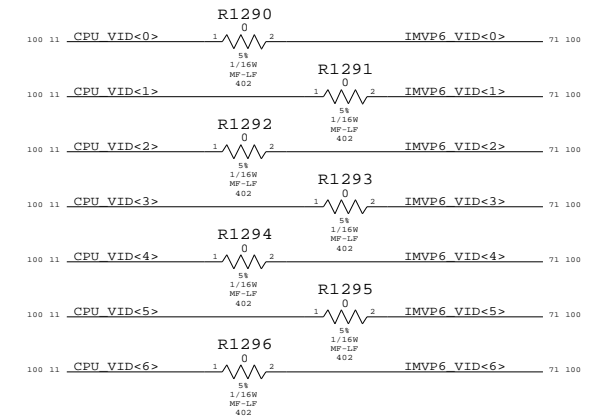 R1290
0
100 11 CPU_VID<0> 1 2 IMVP6_VID<0> 71 100
5%
1/16W
MF-LF
402
R1291
0
100 11 CPU_VID<1> 1 2 IMVP6_VID<1> 71 100
5%
1/16W
MF-LF
402
R1292
0
100 11 CPU_VID<2> 1 2 IMVP6_VID<2> 71 100
5%
1/16W
MF-LF
402
R1293
0
100 11 CPU_VID<3> 1 2 IMVP6_VID<3> 71 100
5%
1/16W
MF-LF
402
R1294
0
100 11 CPU_VID<4> 1 2 IMVP6_VID<4> 71 100
5%
1/16W
MF-LF
402
R1295
0
100 11 CPU_VID<5> 1 2 IMVP6_VID<5> 71 100
5%
1/16W
MF-LF
402
R1296
0
100 11 CPU_VID<6> 1 2 IMVP6_VID<6> 71 100
5%
1/16W
MF-LF
402